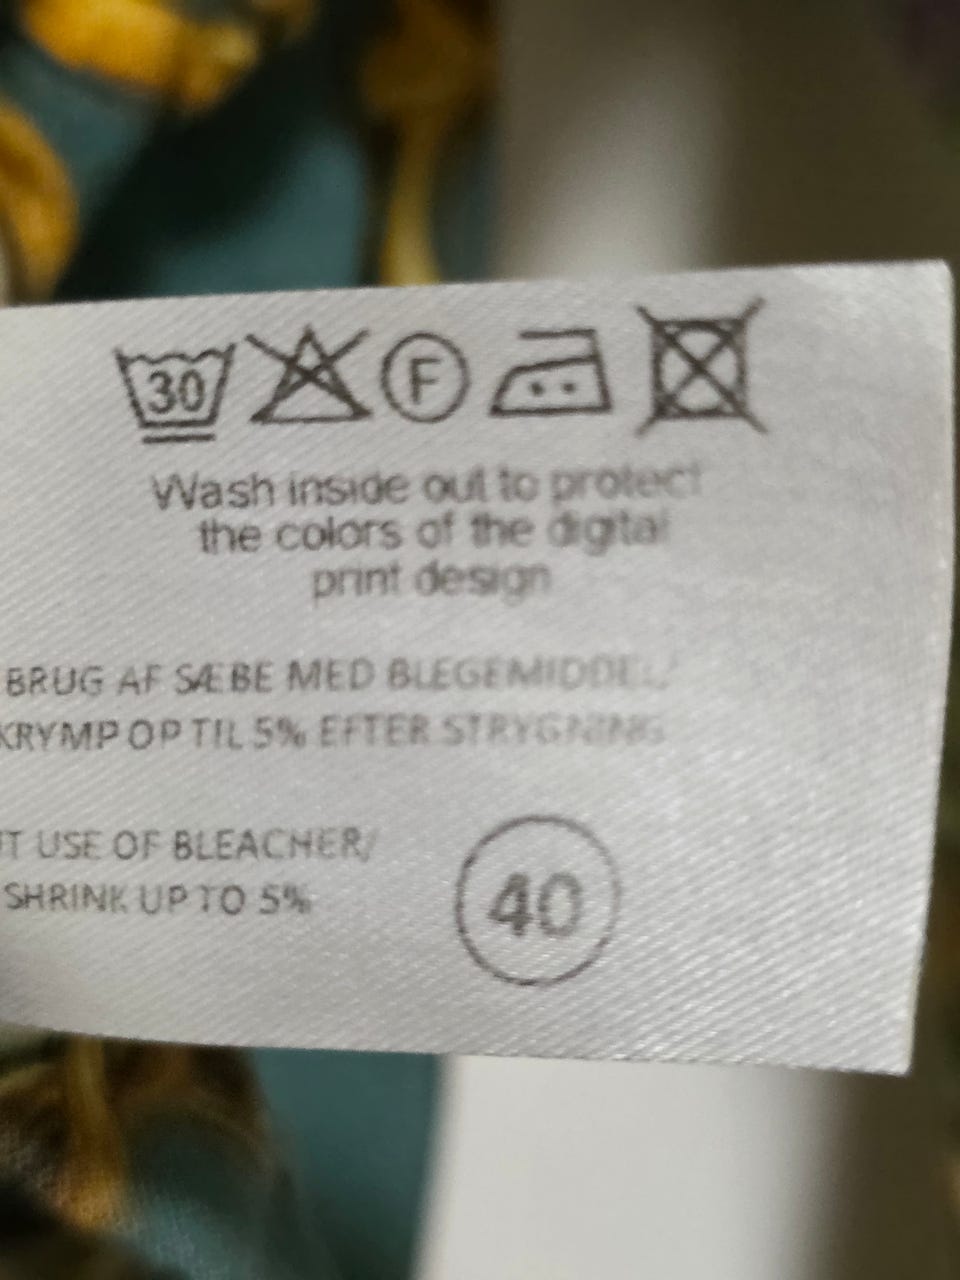 30
F
Wash inside out to protect
the colors of the digital
print design
BRUG AF SÆBE MED BLEGEMIDDEL/
KRYMP OP TIL 5% EFTER STRYGNING
UT USE OF BLEACHER/
SHRINK UP TO 5%
40